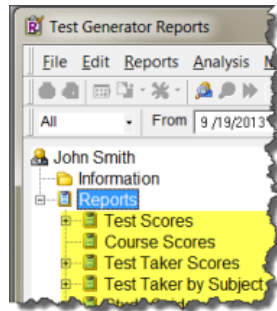 Test Generator Reports
File Edit Reports Analysis
All From 9 /19/2013
John Smith
Information
Reports
Test Scores
Course Scores
Test Taker Scores
Test Taker by Subject